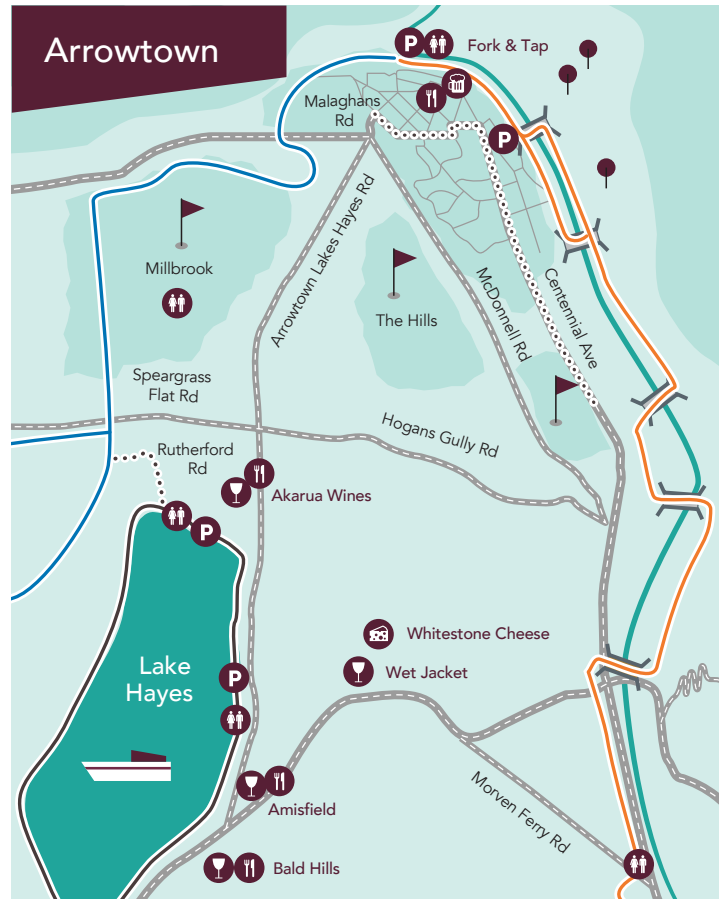 Arrowtown
P
Fork & Tap
Malaghans
Rd
P
Arrowtown Lakes Hayes Rd
Millbrook
The Hills
McDonnell Rd
Centennial Ave
Speargrass
Flat Rd
Hogans Gully Rd
Rutherford
Rd
Akarua Wines
P
Whitestone Cheese
Lake
Hayes
P
Wet Jacket
Amisfield
Morven Ferry Rd
Bald Hills